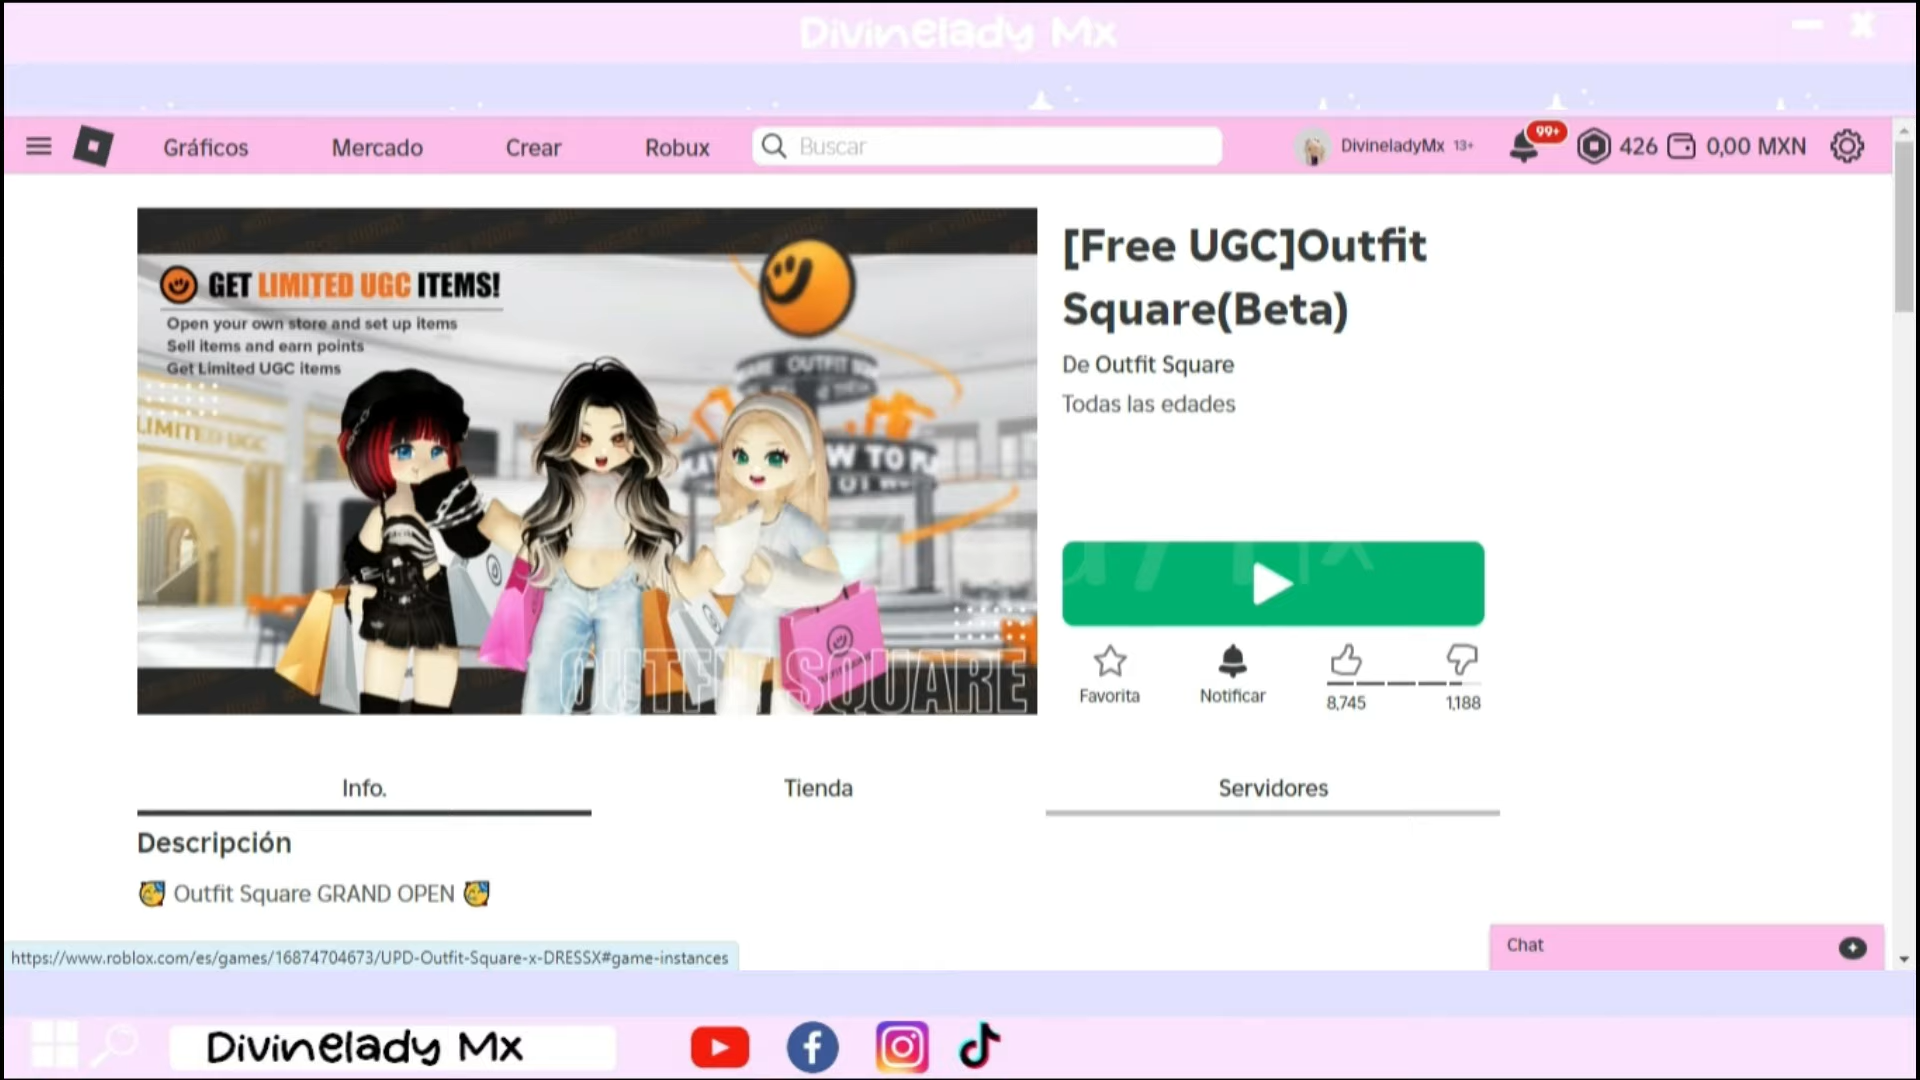 Divinelady Mx
Gráficos
Mercado
Crear
Robux
Buscar
DivineladyMx 13+
99+
426
0,00 MXN
GET LIMITED UGC ITEMS!
Open your own store and set up items
Sell items and earn points
Get Limited UGC items
LIMITED UGC
OUTFIT
OUTFIT SQUARE
[Free UGC]Outfit
Square(Beta)
De Outfit Square
Todas las edades
Favorita
Notificar
8,745
1,188
Info.
Tienda
Servidores
Descripción
Outfit Square GRAND OPEN
https://www.roblox.com/es/games/16874704673/UPD-Outfit-Square-x-DRESSX#game-instances
Chat
Divinelady Mx